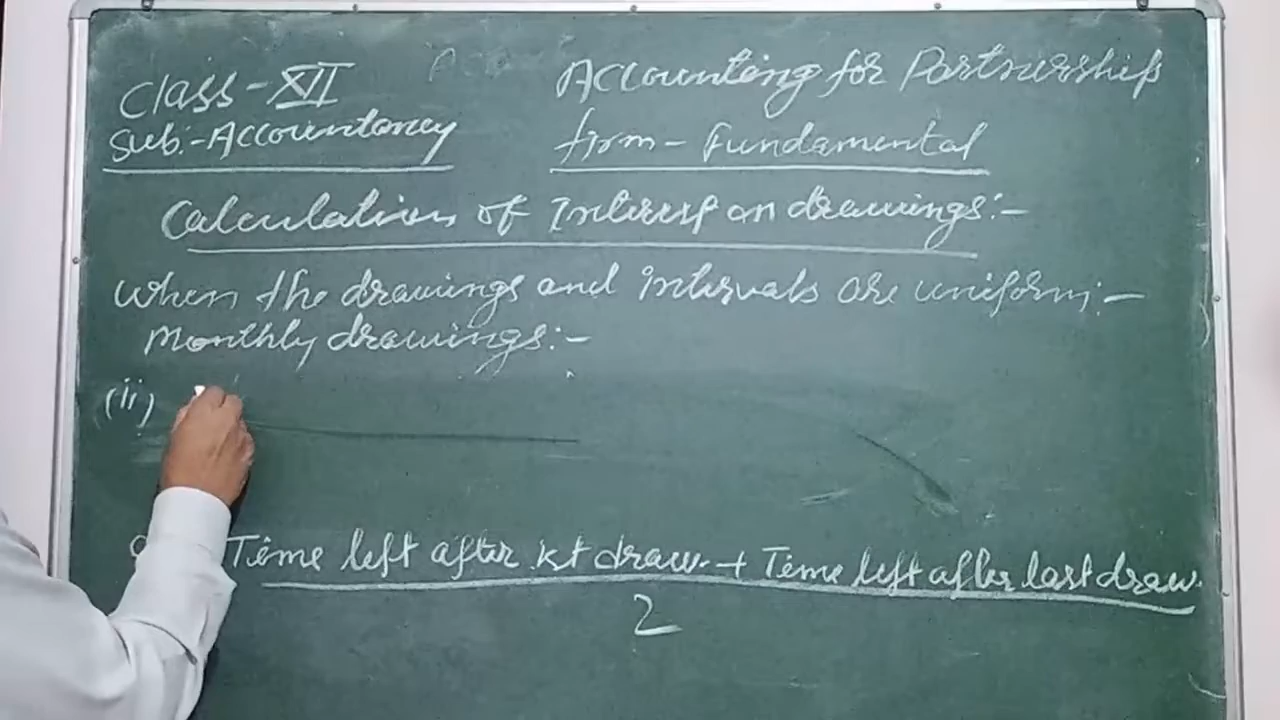 Class-XII
Sub:-Accountancy
Accounting for Partnership
firm - Fundamental
Calculation of Interest on drawings:-
When the drawings and Intervals are uniform:-
Monthly drawings:-
(ii)
Time left after 1st draw. + Time left after last draw.
2